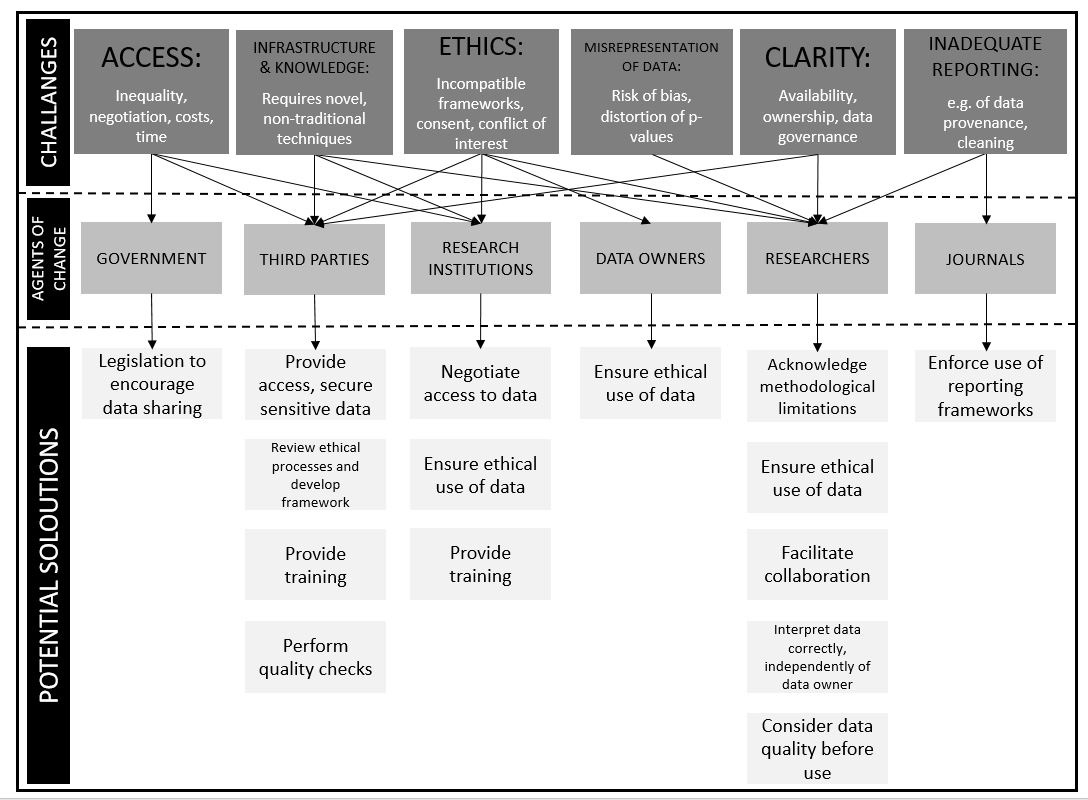 CHALLANGES
ACCESS:
Inequality,
negotiation, costs,
time
INFRASTRUCTURE
& KNOWLEDGE:
Requires novel,
non-traditional
techniques
ETHICS:
Incompatible
frameworks,
consent, conflict of
interest
MISREPRESENTATION
OF DATA:
Risk of bias,
distortion of p-
values
CLARITY:
Availability,
ownership, data
governance
INADEQUATE
REPORTING:
e.g. of data
provenance,
cleaning
AGENTS OF
CHANGE
GOVERNMENT
THIRD PARTIES
RESEARCH
INSTITUTIONS
DATA OWNERS
RESEARCHERS
JOURNALS
POTENTIAL SOLOUTIONS
Legislation to
encourage
data sharing
Provide
access, secure
sensitive data
Review ethical
processes and
develop
framework
Provide
training
Perform
quality checks
Negotiate
access to data
Ensure ethical
use of data
Provide
training
Ensure ethical
use of data
Acknowledge
methodological
limitations
Ensure ethical
use of data
Facilitate
collaboration
Interpret data
correctly,
independently of
data owner
Consider data
quality before
use
Enforce use of
reporting
frameworks